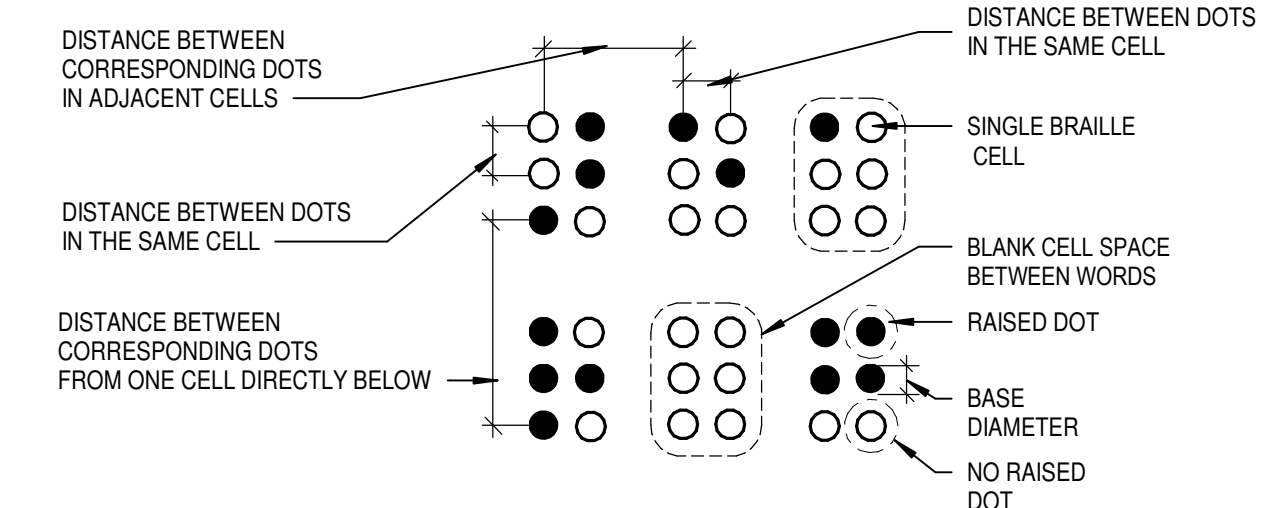 DISTANCE BETWEEN
CORRESPONDING DOTS
IN ADJACENT CELLS
DISTANCE BETWEEN DOTS
IN THE SAME CELL
SINGLE BRAILLE
CELL
DISTANCE BETWEEN DOTS
IN THE SAME CELL
BLANK CELL SPACE
BETWEEN WORDS
DISTANCE BETWEEN
CORRESPONDING DOTS
FROM ONE CELL DIRECTLY BELOW
RAISED DOT
BASE
DIAMETER
NO RAISED
DOT